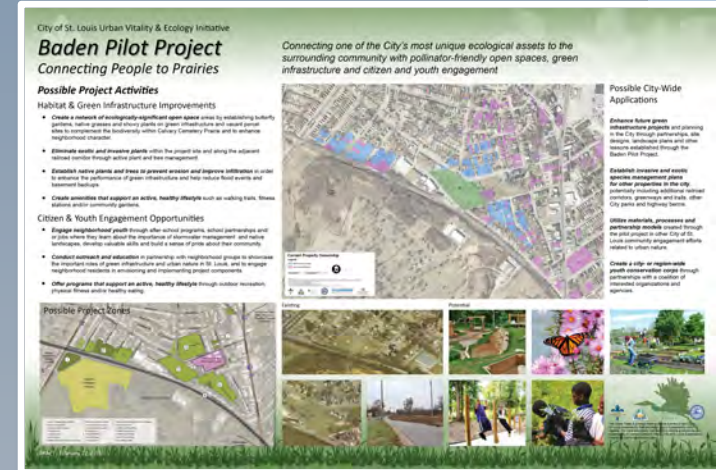 City of St. Louis Urban Vitality & Ecology Initiative
Baden Pilot Project
Connecting People to Prairies
Connecting one of the City's most unique ecological assets to the
surrounding community with pollinator-friendly open spaces, green
infrastructure and citizen and youth engagement
Possible Project Activities
Habitat & Green Infrastructure Improvements
Create a network of ecologically-significant open space areas by establishing butterfly
gardens, native grasses and showy plants on green infrastructure and vacant parcel
sites to complement the biodiversity within Calvary Cemetery Prairie and to enhance
neighborhood character.
Eliminate exotic and invasive plants within the project site and along the adjacent
railroad corridor through active plant and tree management
Establish native plants and trees to prevent erosion and improve infiltration in order
to enhance the performance of green infrastructure and help reduce flood events and
basement backups
Create amenities that support an active, healthy lifestyle such as walking trails, fitness
stations and/or community gardens.
Citizen & Youth Engagement Opportunities
Engage neighborhood youth through after-school programs, school partnerships and/
or jobs where they learn about the importance of stormwater management and native
landscapes, develop valuable skills and build a sense of pride about their community.
Conduct outreach and education in partnership with neighborhood groups to showcase
the important roles of green infrastructure and urban nature in St. Louis, and to engage
neighborhood residents in envisioning and implementing project components
Offer programs that support an active, healthy lifestyle through outdoor recreation,
physical fitness and/or healthy eating.
Possible Project Zones
Current Property Ownership
Possible City-Wide
Applications
Enhance future green
infrastructure projects and planning
in the City through partnerships, site
designs, landscape plans and other
lessons established through the
Baden Pilot Project.
Establish invasive and exotic
species management plans
for other properties in the city
potentially including additional railroad
corridors, greenways and trails, other
City parks and highway berms.
Utilize materials, processes and
partnership models created through
the pilot project in other City of St.
Louis community engagement efforts
related to urban nature.
Create a city- or region-wide
youth conservation corps through
partnerships with a coalition of
interested organizations and
agencies.
Existing
Potential